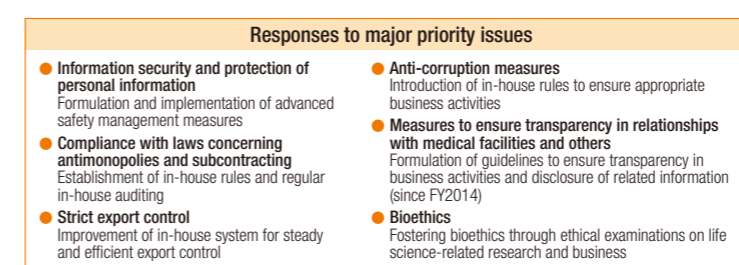 Responses to major priority issues
● Information security and protection of
personal information
Formulation and implementation of advanced
safety management measures
● Compliance with laws concerning
antimonopolies and subcontracting
Establishment of in-house rules and regular
in-house auditing
● Strict export control
Improvement of in-house system for steady
and efficient export control
● Anti-corruption measures
Introduction of in-house rules to ensure appropriate
business activities
● Measures to ensure transparency in relationships
with medical facilities and others
Formulation of guidelines to ensure transparency in
business activities and disclosure of related information
(since FY2014)
● Bioethics
Fostering bioethics through ethical examinations on life
science-related research and business